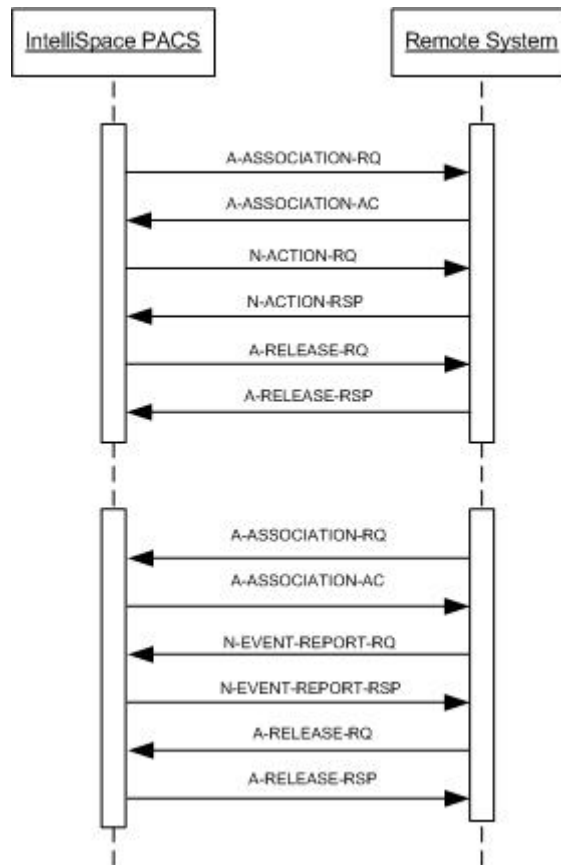 IntelliSpace PACS
Remote System
A-ASSOCIATION-RQ
A-ASSOCIATION-AC
N-ACTION-RQ
N-ACTION-RSP
A-RELEASE-RQ
A-RELEASE-RSP
A-ASSOCIATION-RQ
A-ASSOCIATION-AC
N-EVENT-REPORT-RQ
N-EVENT-REPORT-RSP
A-RELEASE-RQ
A-RELEASE-RSP